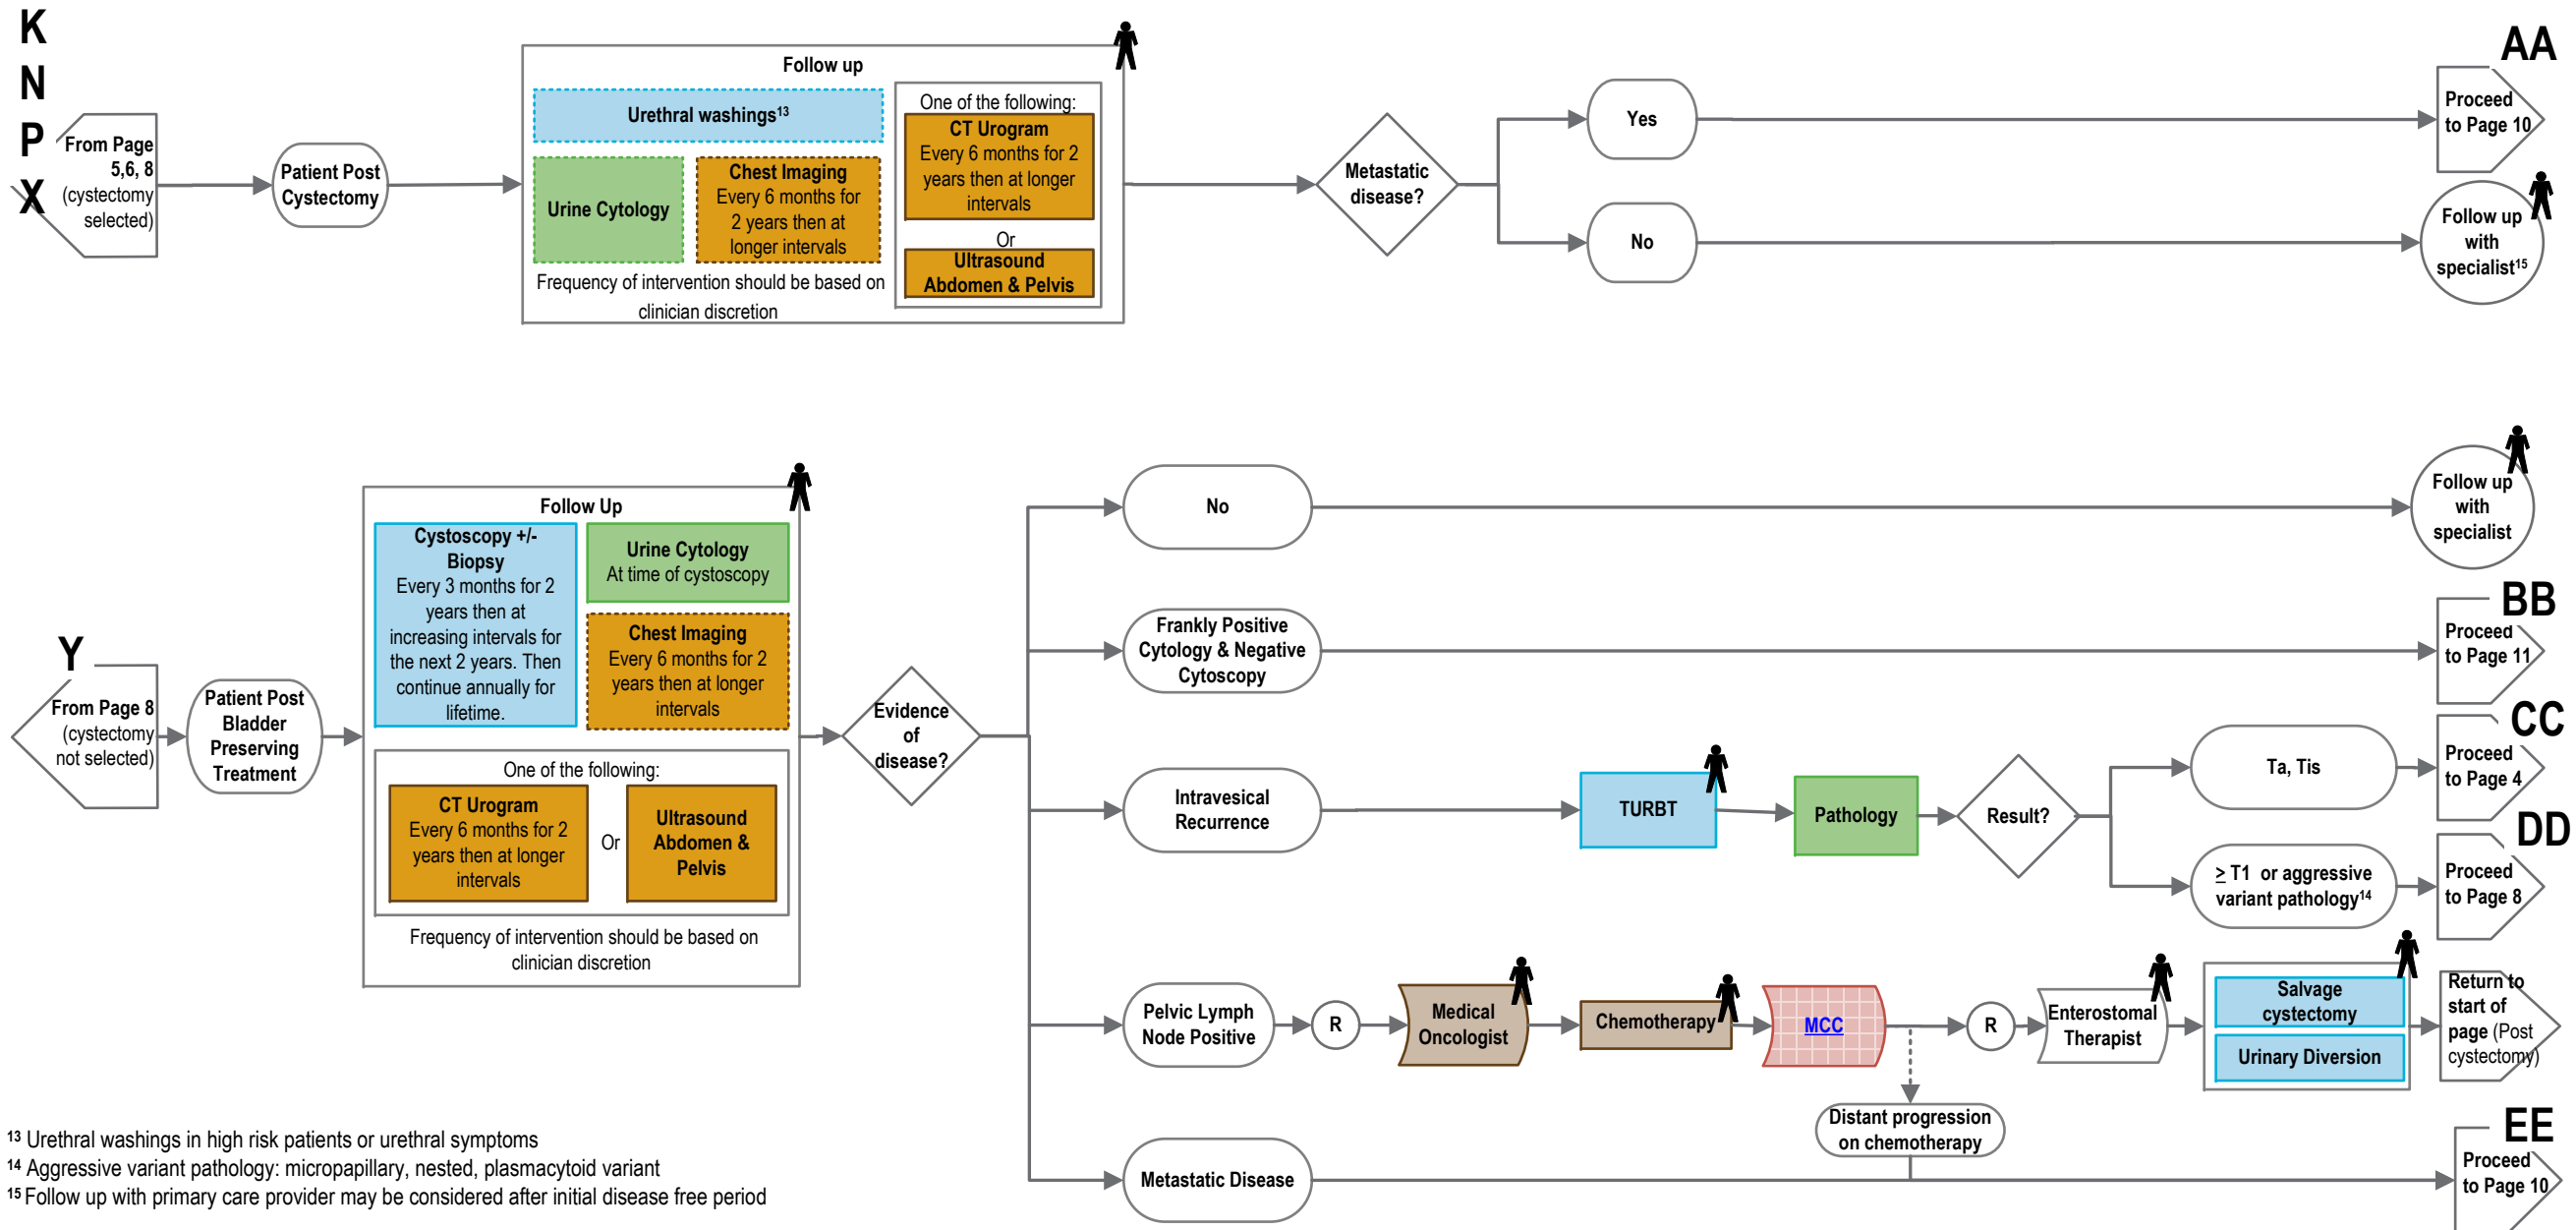 K
N
P
X
From Page
5,6, 8
(cystectomy
selected)
Patient Post
Cystectomy
Follow up
Urethral washings¹³
Urine Cytology
Chest Imaging
Every 6 months for
2 years then at
longer intervals
Frequency of intervention should be based on
clinician discretion
One of the following:
CT Urogram
Every 6 months for 2
years then at longer
intervals
Or
Ultrasound
Abdomen & Pelvis
Metastatic
disease?
Yes
No
AA
Proceed
to Page 10
Follow up
with
specialist¹⁵
Y
From Page 8
(cystectomy
not selected)
Patient Post
Bladder
Preserving
Treatment
Follow Up
Cystoscopy +/-
Biopsy
Every 3 months for 2
years then at
increasing intervals for
the next 2 years. Then
continue annually for
lifetime.
Urine Cytology
At time of cystoscopy
Chest Imaging
Every 6 months for 2
years then at longer
intervals
One of the following:
CT Urogram
Every 6 months for 2
years then at longer
intervals
Or
Ultrasound
Abdomen &
Pelvis
Frequency of intervention should be based on
clinician discretion
Evidence
of
disease?
No
Follow up
with
specialist
Frankly Positive
Cytology & Negative
Cytoscopy
BB
Proceed
to Page 11
Intravesical
Recurrence
TURBT
Pathology
Result?
Ta, Tis
CC
Proceed
to Page 4
≥ T1 or aggressive
variant pathology¹⁴
DD
Proceed
to Page 8
Pelvic Lymph
Node Positive
R
Medical
Oncologist
Chemotherapy
MCC
R
Enterostomal
Therapist
Salvage
cystectomy
Urinary Diversion
Return to
start of
page (Post
cystectomy)
Distant progression
on chemotherapy
Metastatic Disease
EE
Proceed
to Page 10
¹³ Urethral washings in high risk patients or urethral symptoms
¹⁴ Aggressive variant pathology: micropapillary, nested, plasmacytoid variant
¹⁵ Follow up with primary care provider may be considered after initial disease free period